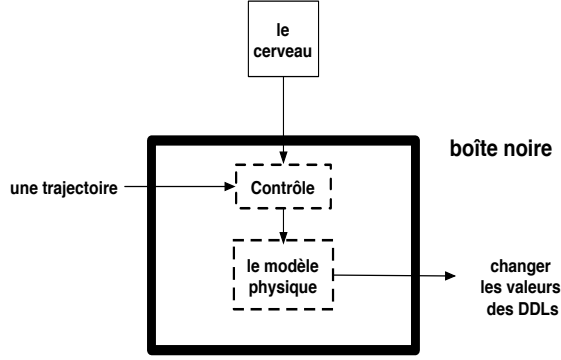 le
cerveau
boîte noire
une trajectoire
Contrôle
le modèle
physique
changer
les valeurs
des DDLs